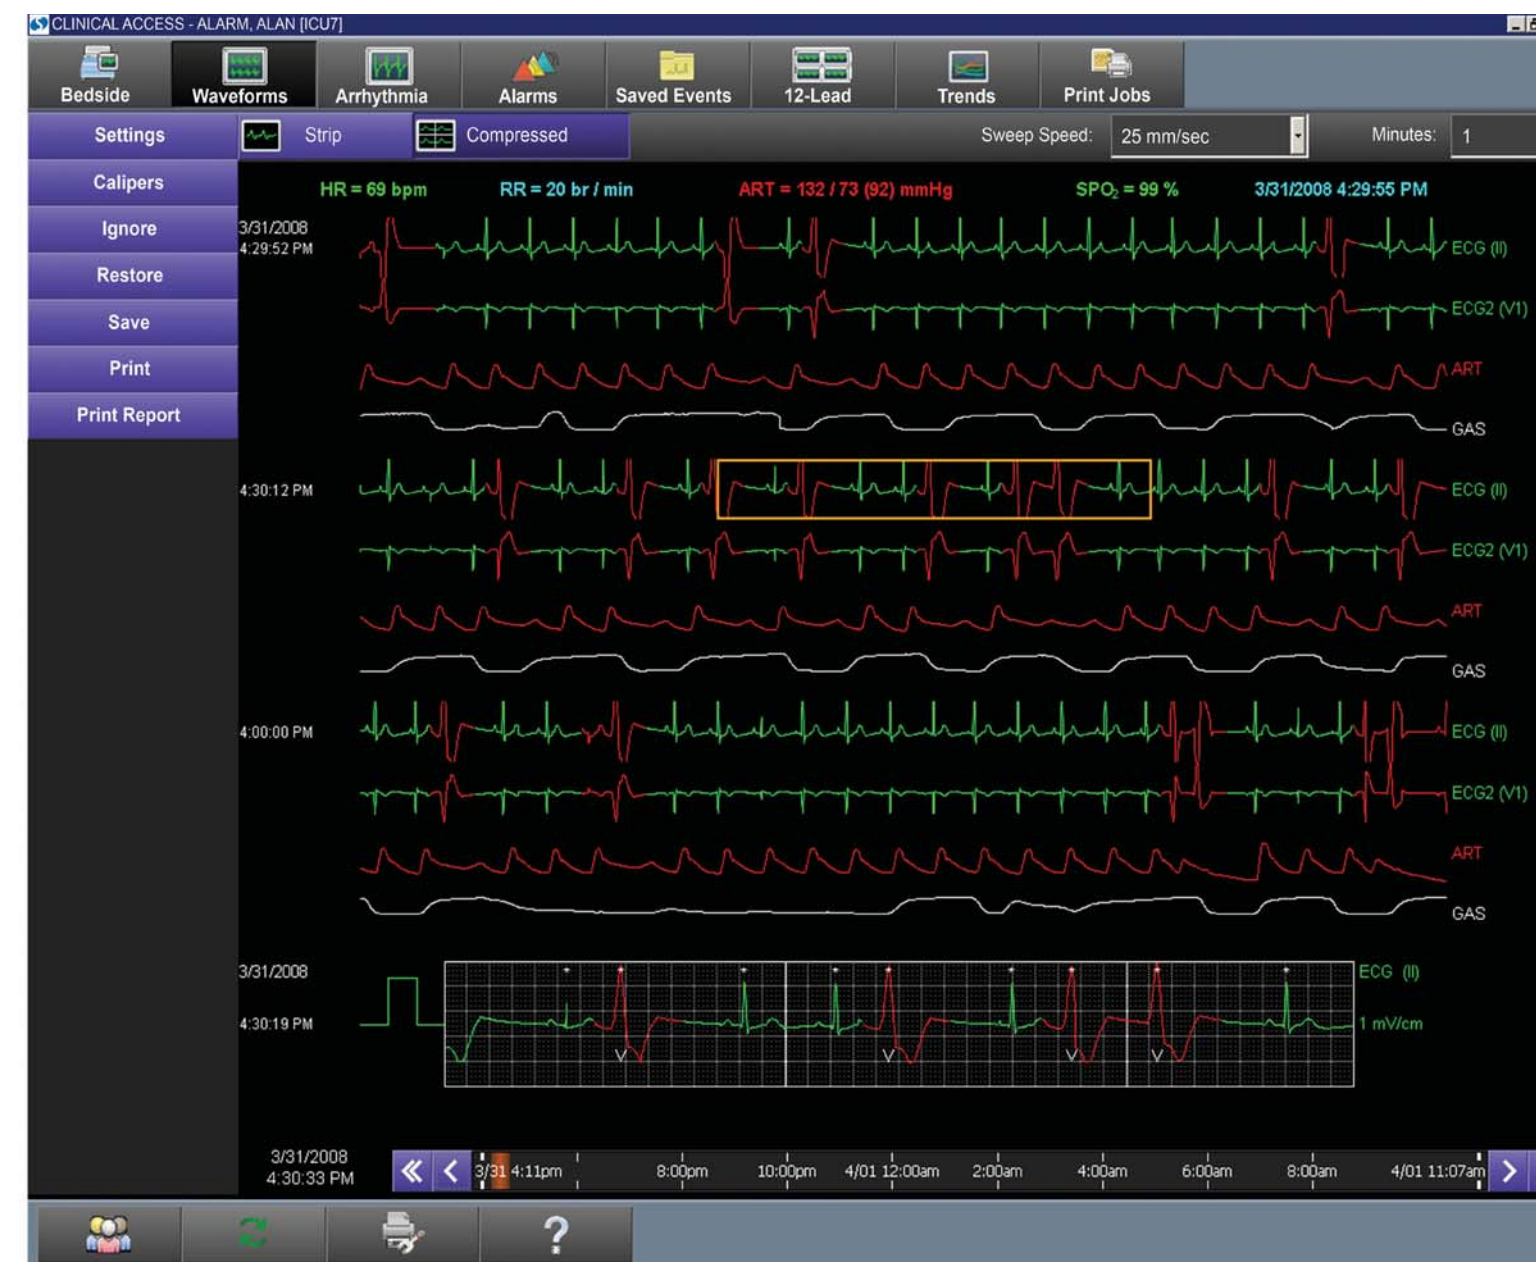 CLINICAL ACCESS - ALARM, ALAN [ICU7]
Bedside Waveforms Arrhythmia Alarms Saved Events 12-Lead Trends Print Jobs
Settings Strip Compressed Sweep Speed: 25 mm/sec Minutes: 1
Calipers
HR = 69 bpm RR = 20 br / min ART = 132 / 73 (92) mmHg SPO₂ = 99 % 3/31/2008 4:29:55 PM
Ignore
3/31/2008
4:29:52 PM ECG (II)
Restore
Save
ECG2 (V1)
Print
ART
Print Report
GAS
4:30:12 PM ECG (II)
ECG2 (V1)
ART
GAS
4:00:00 PM ECG (II)
ECG2 (V1)
ART
GAS
3/31/2008 ECG (II)
V V V V
4:30:19 PM 1 mV/cm
3/31/2008
4:30:33 PM
3/31 4:11pm 8:00pm 10:00pm 4/01 12:00am 2:00am 4:00am 6:00am 8:00am 4/01 11:07am
?